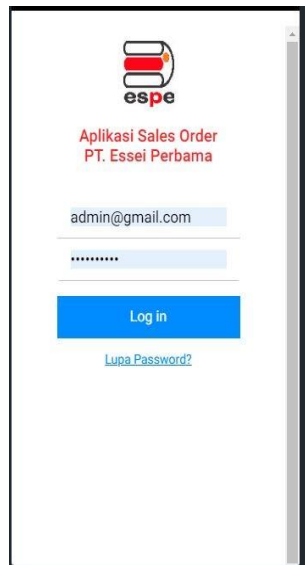 espe
Aplikasi Sales Order
PT. Essei Perbama
admin@gmail.com
••••••••••
Log in
Lupa Password?